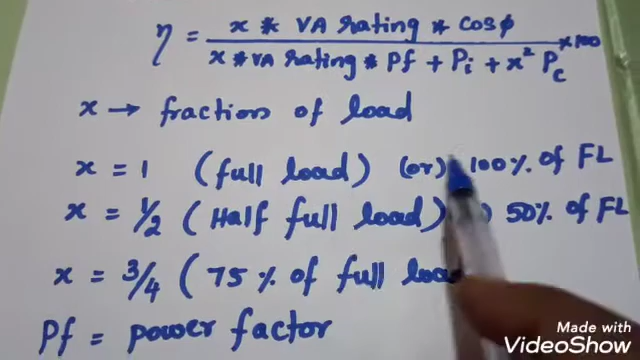 η = x * VA rating * cosφ / x * VA rating * Pf + Pi + x² Pc × 100
x → fraction of load
x = 1 (full load) (or) 100% of FL
x = 1/2 (Half full load) ) 50% of FL
x = 3/4 (75% of full
Pf = power factor
Made with
VideoShow